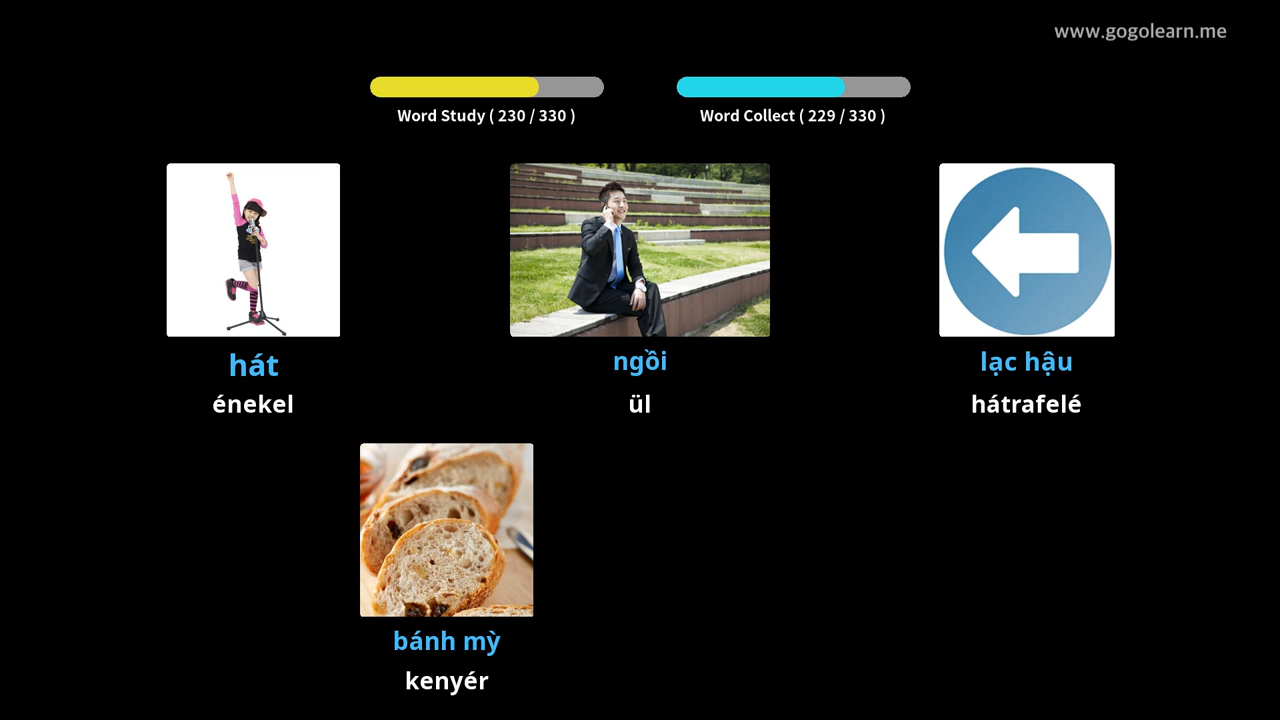 www.gogolearn.me
Word Study ( 230 / 330 )
Word Collect ( 229 / 330 )
hát
énekel
ngồi
ül
lạc hậu
hátrafelé
bánh mỳ
kenyér